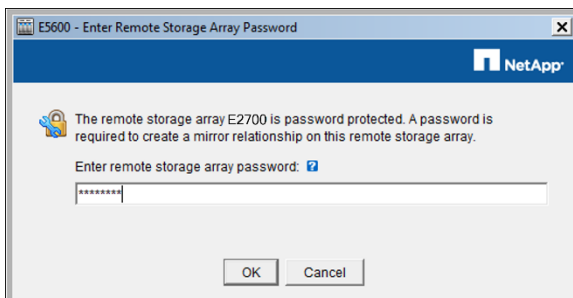 E5600 - Enter Remote Storage Array Password
NetApp
The remote storage array E2700 is password protected. A password is
required to create a mirror relationship on this remote storage array.
Enter remote storage array password:
********
OK
Cancel